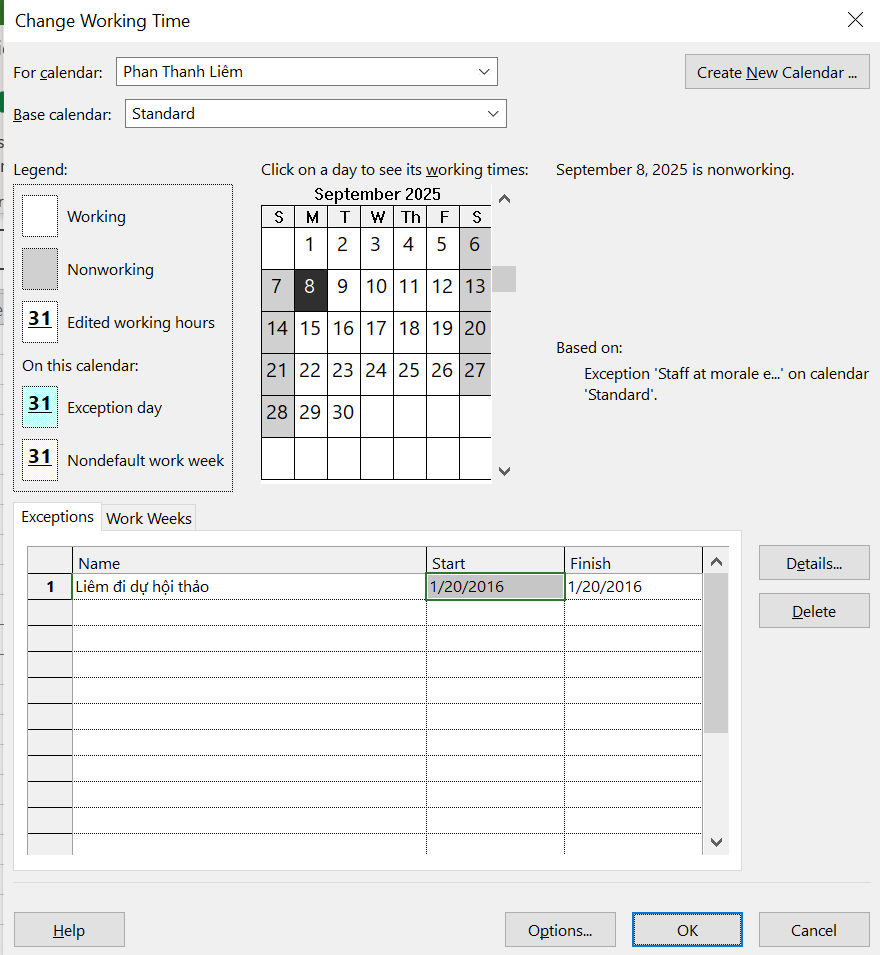 Change Working Time
For calendar: Phan Thanh Liêm
Create New Calendar ...
Base calendar: Standard
Legend:
Working
Nonworking
31 Edited working hours
On this calendar:
31 Exception day
31 Nondefault work week
Click on a day to see its working times:
September 2025
S M T W Th F S
1 2 3 4 5 6
7 8 9 10 11 12 13
14 15 16 17 18 19 20
21 22 23 24 25 26 27
28 29 30
September 8, 2025 is nonworking.
Based on:
Exception 'Staff at morale e...' on calendar
'Standard'.
Exceptions Work Weeks
Name Start Finish
1 Liêm đi dự hội thảo 1/20/2016 1/20/2016
Details...
Delete
Help Options... OK Cancel